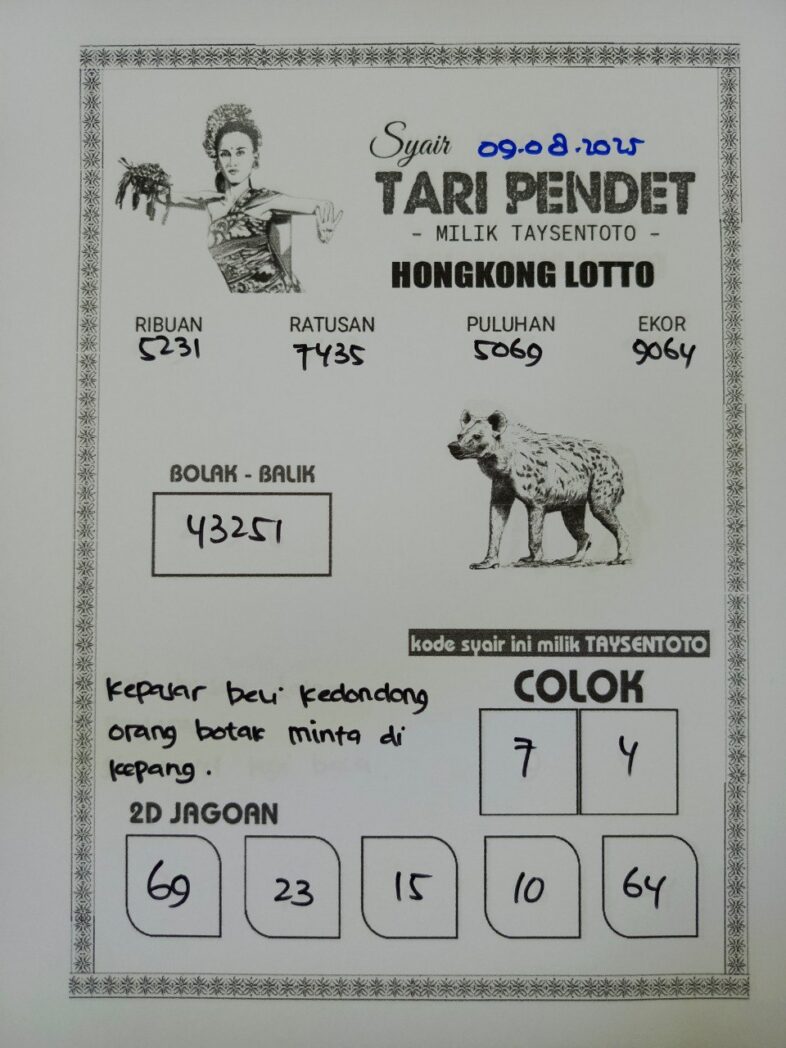 Syair 09.08.2025
TARI PENDET
- MILIK TAYSENTOTO -
HONGKONG LOTTO
RIBUAN RATUSAN PULUHAN EKOR
5231 7435 5069 9064
BOLAK - BALIK
43251
kode syair ini milik TAYSENTOTO
COLOK
7 4
kepasar beli kedondong
orang botak minta di
kepang.
2D JAGOAN
69 23 15 10 64